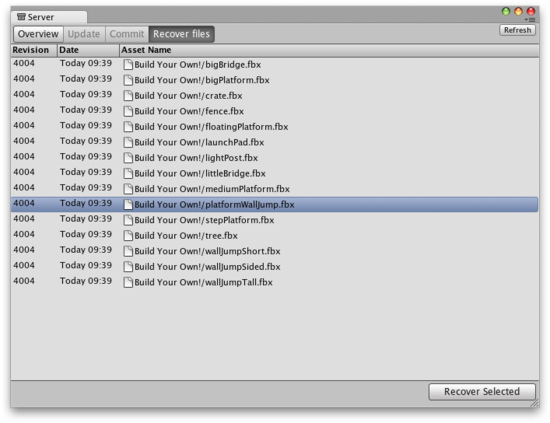 Server
Overview Update Commit Recover files Refresh
Revision Date Asset Name
4004 Today 09:39 Build Your Own!/bigBridge.fbx
4004 Today 09:39 Build Your Own!/bigPlatform.fbx
4004 Today 09:39 Build Your Own!/crate.fbx
4004 Today 09:39 Build Your Own!/fence.fbx
4004 Today 09:39 Build Your Own!/floatingPlatform.fbx
4004 Today 09:39 Build Your Own!/launchPad.fbx
4004 Today 09:39 Build Your Own!/lightPost.fbx
4004 Today 09:39 Build Your Own!/littleBridge.fbx
4004 Today 09:39 Build Your Own!/mediumPlatform.fbx
4004 Today 09:39 Build Your Own!/platformWallJump.fbx
4004 Today 09:39 Build Your Own!/stepPlatform.fbx
4004 Today 09:39 Build Your Own!/tree.fbx
4004 Today 09:39 Build Your Own!/wallJumpShort.fbx
4004 Today 09:39 Build Your Own!/wallJumpSided.fbx
4004 Today 09:39 Build Your Own!/wallJumpTall.fbx
Recover Selected